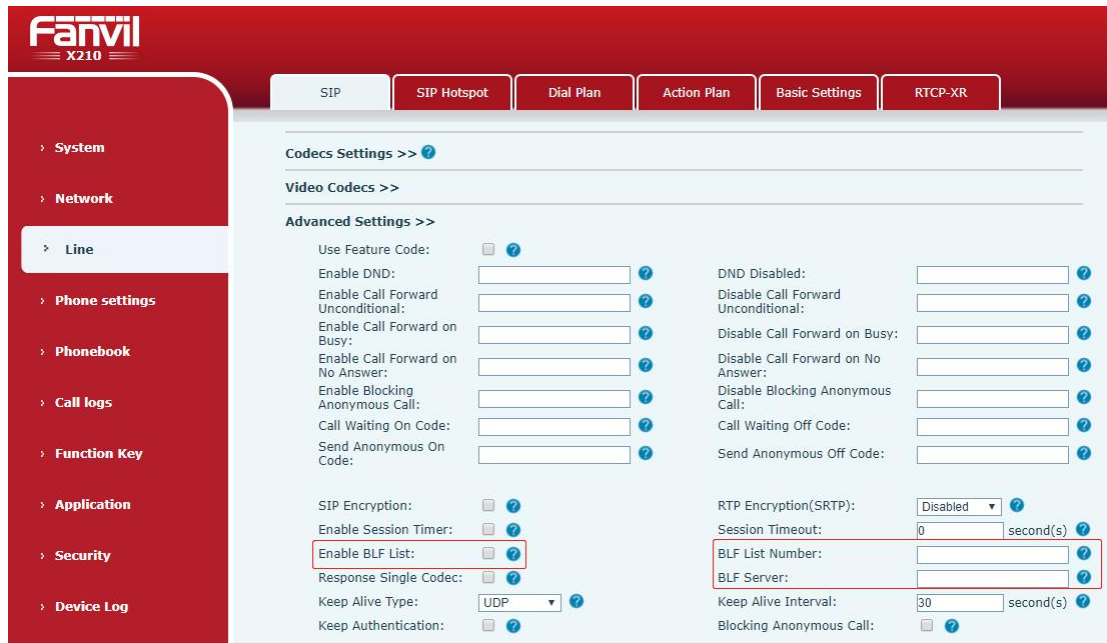 Fanvil
X210
SIP
SIP Hotspot
Dial Plan
Action Plan
Basic Settings
RTCP-XR
› System
› Network
› Line
› Phone settings
› Phonebook
› Call logs
› Function Key
› Application
› Security
› Device Log
Codecs Settings >> ?
Video Codecs >>
Advanced Settings >>
Use Feature Code: ?
Enable DND: ? DND Disabled: ?
Enable Call Forward
Unconditional: ?
Disable Call Forward
Unconditional: ?
Enable Call Forward on
Busy: ?
Disable Call Forward on Busy: ?
Enable Call Forward on
No Answer: ?
Disable Call Forward on No
Answer: ?
Enable Blocking
Anonymous Call: ?
Disable Blocking Anonymous
Call: ?
Call Waiting On Code: ? Call Waiting Off Code: ?
Send Anonymous On
Code: ?
Send Anonymous Off Code: ?
SIP Encryption: ? RTP Encryption(SRTP): Disabled ?
Enable Session Timer: ? Session Timeout: 0 second(s) ?
Enable BLF List: ? BLF List Number: ?
Response Single Codec: ? BLF Server: ?
Keep Alive Type: UDP ? Keep Alive Interval: 30 second(s) ?
Keep Authentication: ? Blocking Anonymous Call: ?